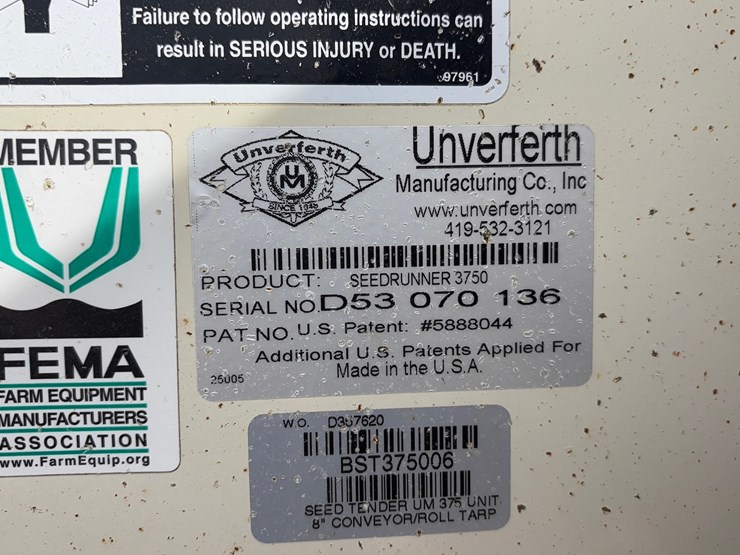 Failure to follow operating instructions can
result in SERIOUS INJURY or DEATH.
97961
MEMBER
FEMA
FARM EQUIPMENT
MANUFACTURERS
ASSOCIATION
www.FarmEquip.org
Unverferth
UM
SINCE 1948
Unverferth
Manufacturing Co., Inc
www.unverferth.com
419-532-3121
PRODUCT: SEEDRUNNER 3750
SERIAL NO. D53 070 136
PAT NO. U.S. Patent: #5888044
Additional U.S. Patents Applied For
Made in the U.S.A.
25005
W.O. D357620
BST375006
SEED TENDER UM 375 UNIT
8" CONVEYOR/ROLL TARP